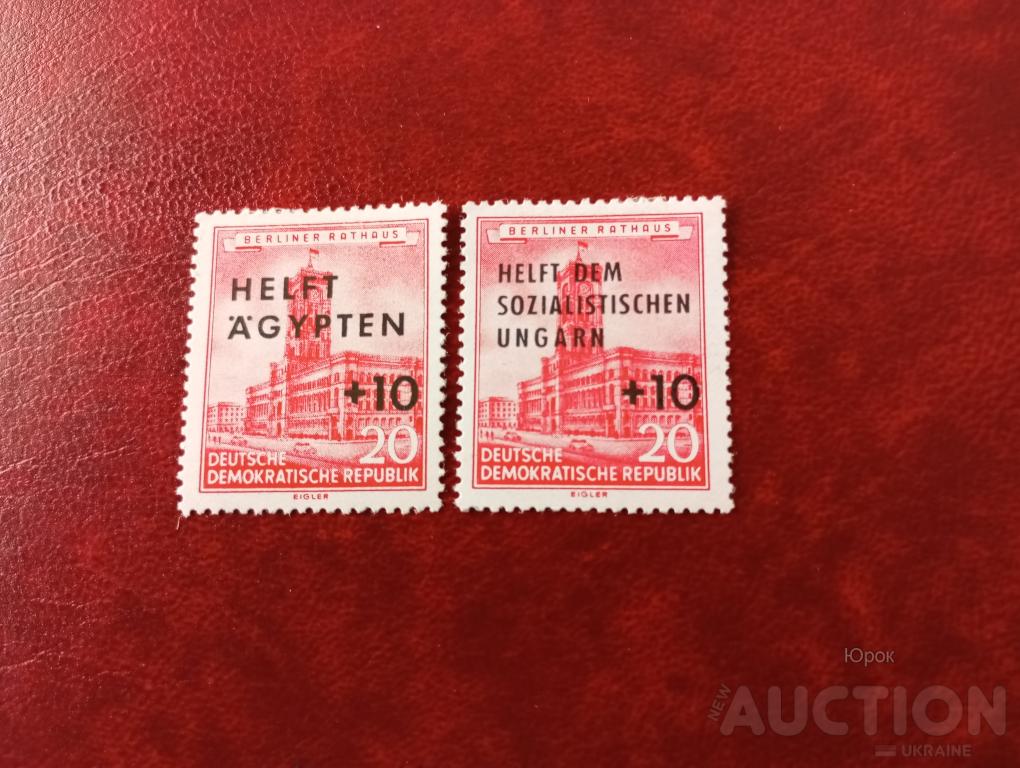 BERLINER RATHAUS
HELFT
ÄGYPTEN
+10
20
DEUTSCHE
DEMOKRATISCHE REPUBLIK
EIGLER
BERLINER RATHAUS
HELFT DEM
SOZIALISTISCHEN
UNGARN
+10
20
DEUTSCHE
DEMOKRATISCHE REPUBLIK
EIGLER
Юрок
NEW AUCTION
UKRAINE